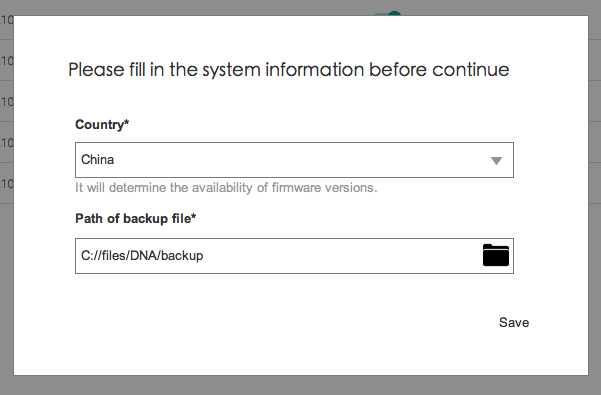 Please fill in the system information before continue
Country*
China
It will determine the availability of firmware versions.
Path of backup file*
C://files/DNA/backup
Save